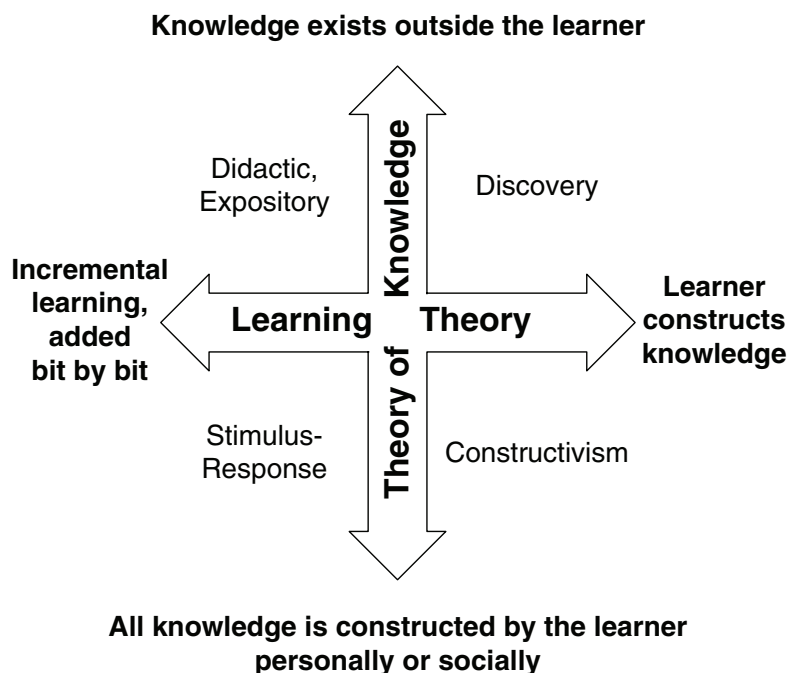 Knowledge exists outside the learner
Didactic,
Expository
Discovery
Theory of Knowledge
Incremental
learning,
added
bit by bit
Learning Theory
Learner
constructs
knowledge
Stimulus-
Response
Constructivism
All knowledge is constructed by the learner
personally or socially